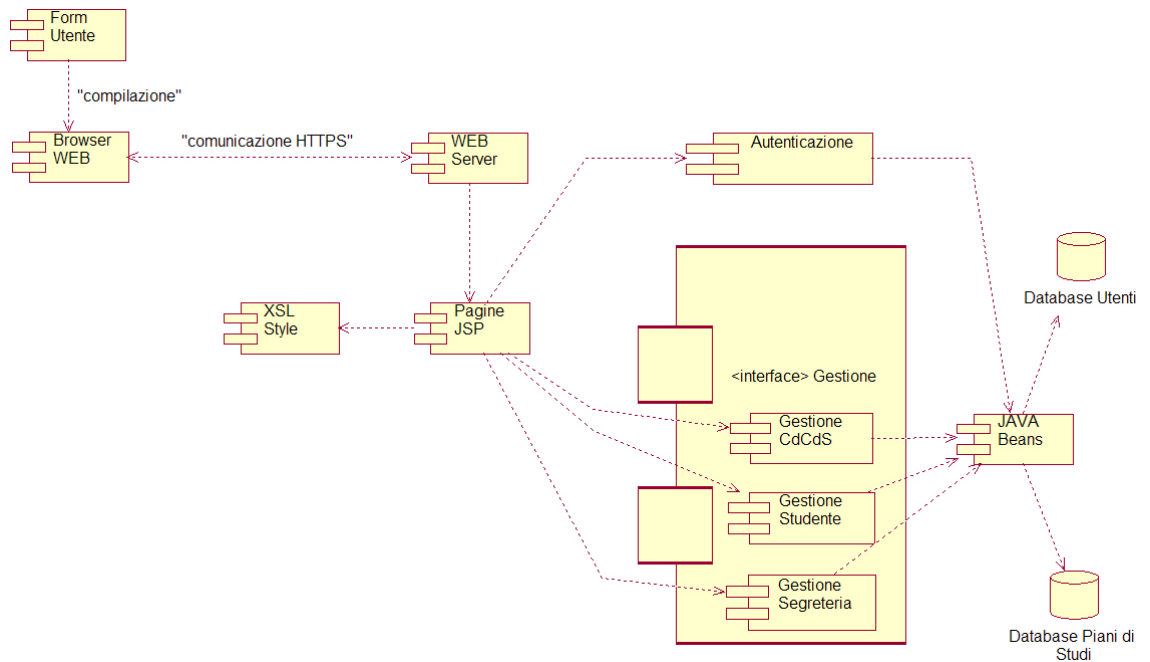 Form
Utente
"compilazione"
Browser
WEB
"comunicazione HTTPS"
WEB
Server
Autenticazione
Database Utenti
XSL
Style
Pagine
JSP
<interface> Gestione
Gestione
CdCdS
JAVA
Beans
Gestione
Studente
Gestione
Segreteria
Database Piani di
Studi